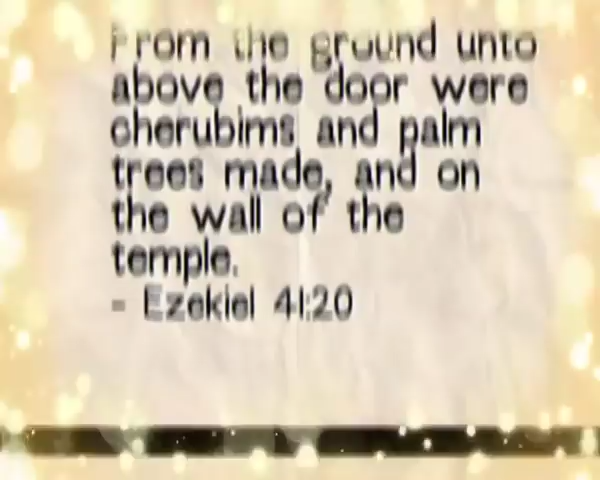 From the ground unto
above the door were
cherubims and palm
trees made, and on
the wall of the
temple.
- Ezekiel 41:20